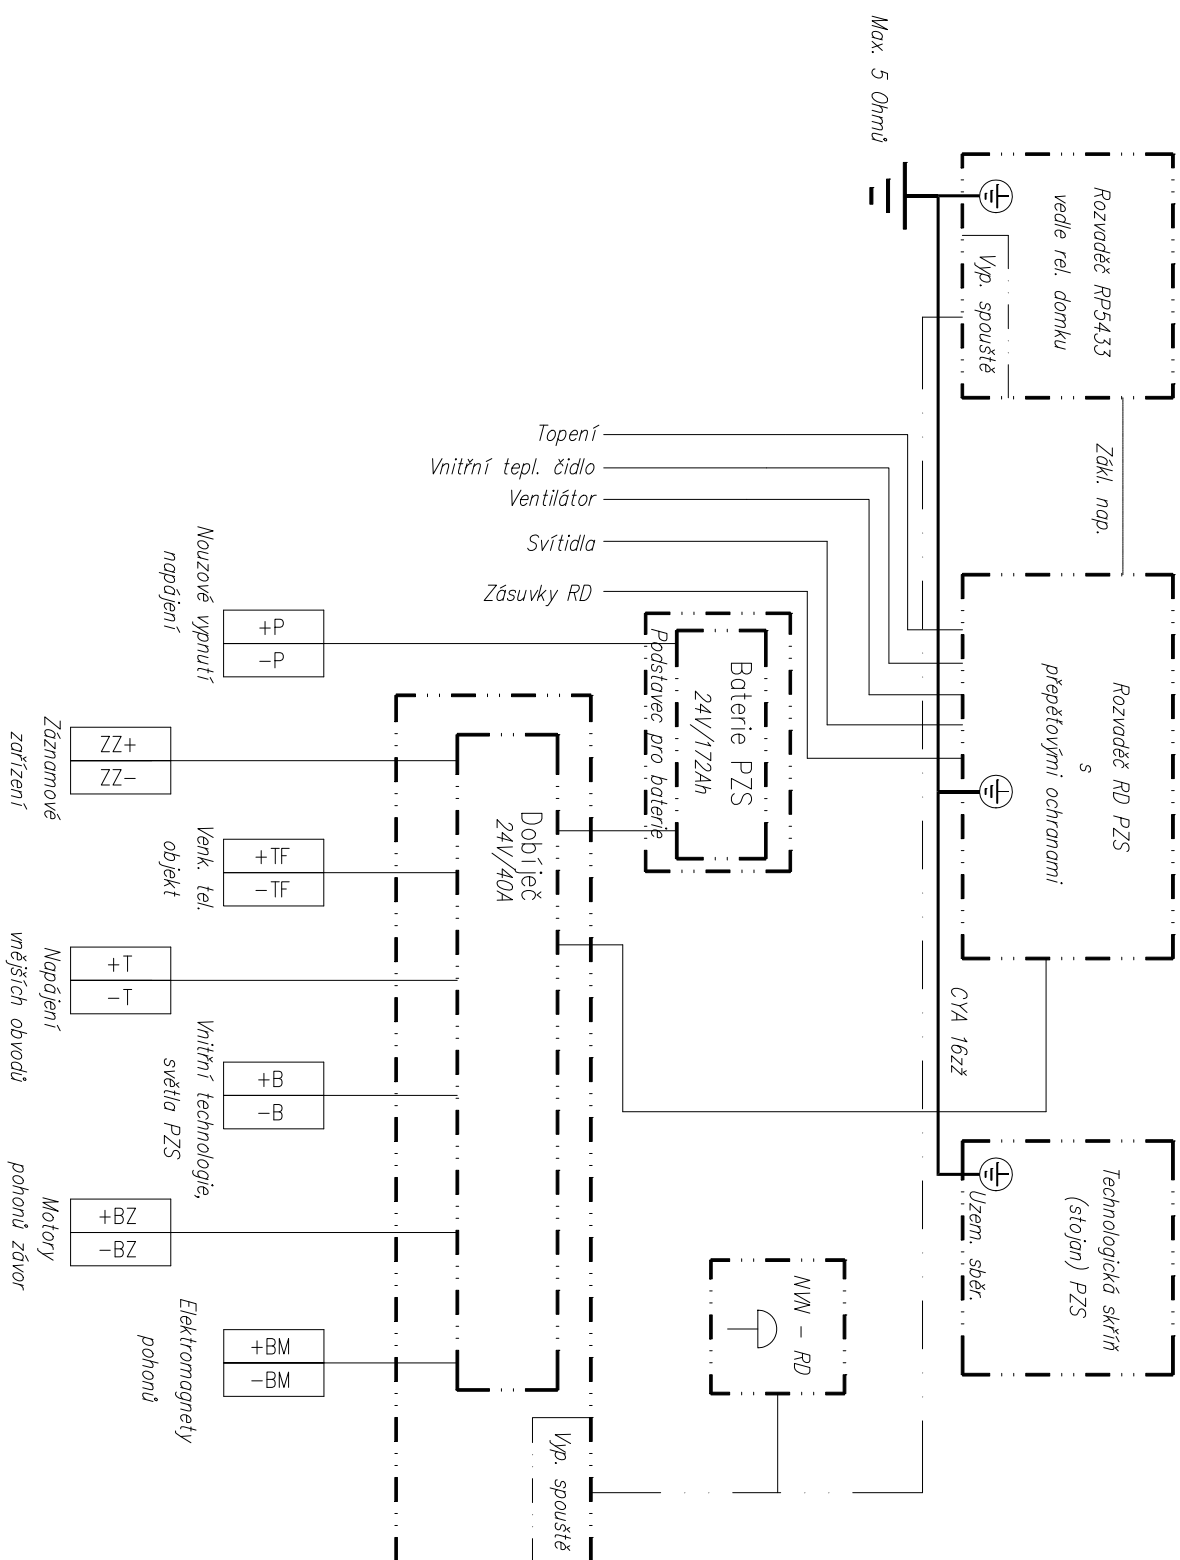 Max. 5 Ohmů
Rozvaděč RP5433
vedle rel. domku
Vyp. spouště
Zákl. nap.
Rozvaděč RD PZS
s
přepěťovými ochranami
CYA 16zž
Technologická skříň
(stojan) PZS
Uzem. sběr.
Topení
Vnitřní tepl. čidlo
Ventilátor
Svítidla
Zásuvky RD
Baterie PZS
24V/172Ah
Podstavec pro baterie
NVN - RD
Dobíječ
24V/40A
Vyp. spouště
+P
-P
Nouzové vypnutí
napájení
ZZ+
ZZ-
Záznamové
zařízení
+TF
-TF
Venk. tel.
objekt
+T
-T
Napájení
vnějších obvodů
+B
-B
Vnitřní technologie,
světla PZS
+BZ
-BZ
Motory
pohonů závor
+BM
-BM
Elektromagnety
pohonů